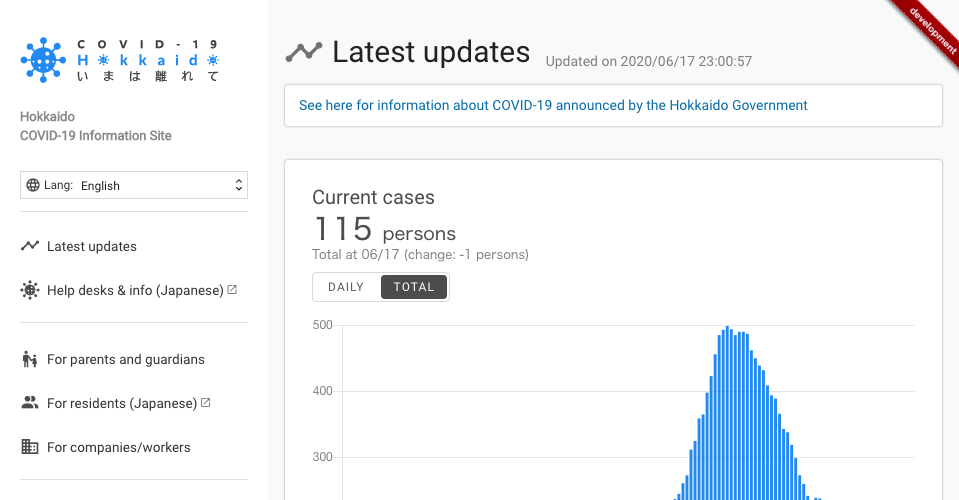 COVID-19
Hokkaido
いまは離れて
Hokkaido
COVID-19 Information Site
Lang: English
Latest updates
Help desks & info (Japanese)
For parents and guardians
For residents (Japanese)
For companies/workers
development
Latest updates Updated on 2020/06/17 23:00:57
See here for information about COVID-19 announced by the Hokkaido Government
Current cases
115 persons
Total at 06/17 (change: -1 persons)
DAILY TOTAL
500
400
300